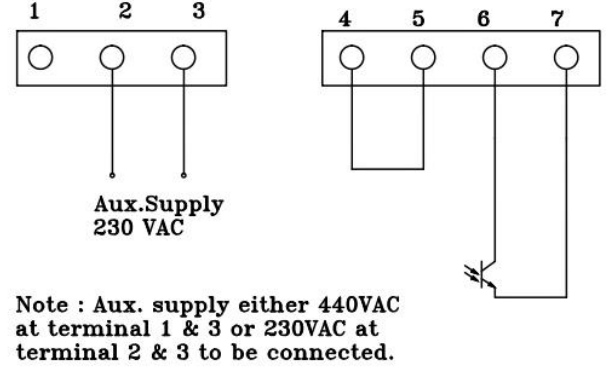 1 2 3
4 5 6 7
Aux.Supply
230 VAC
Note : Aux. supply either 440VAC
at terminal 1 & 3 or 230VAC at
terminal 2 & 3 to be connected.